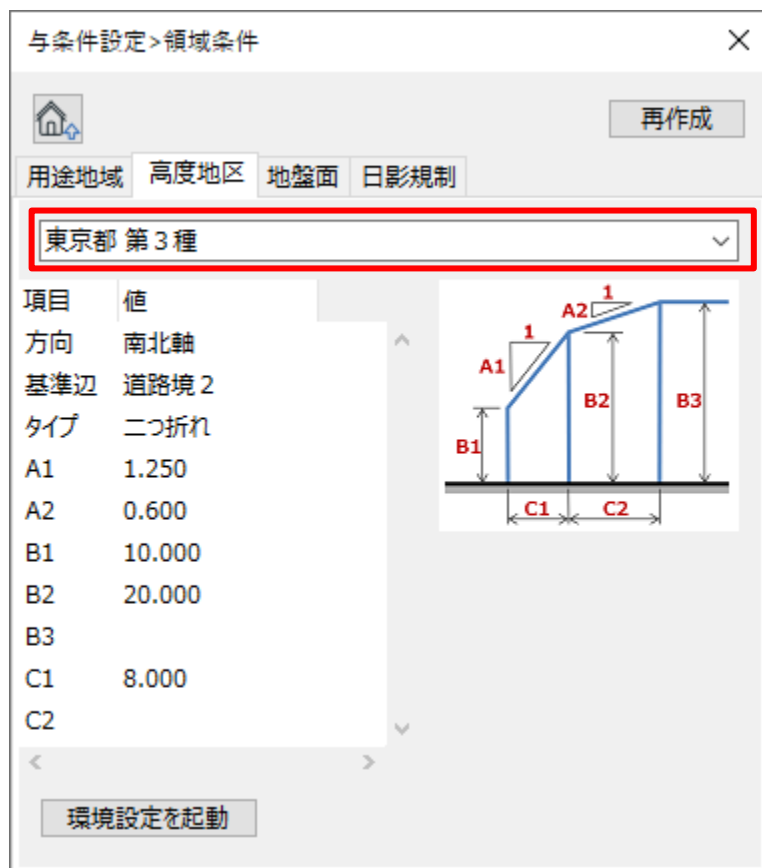 与条件設定>領域条件
再作成
用途地域 高度地区 地盤面 日影規制
東京都 第３種
項目 値
方向 南北軸
基準辺 道路境２
タイプ 二つ折れ
A1 1.250
A2 0.600
B1 10.000
B2 20.000
B3
C1 8.000
C2
1
A2
1
A1
B2
B3
B1
C1
C2
環境設定を起動